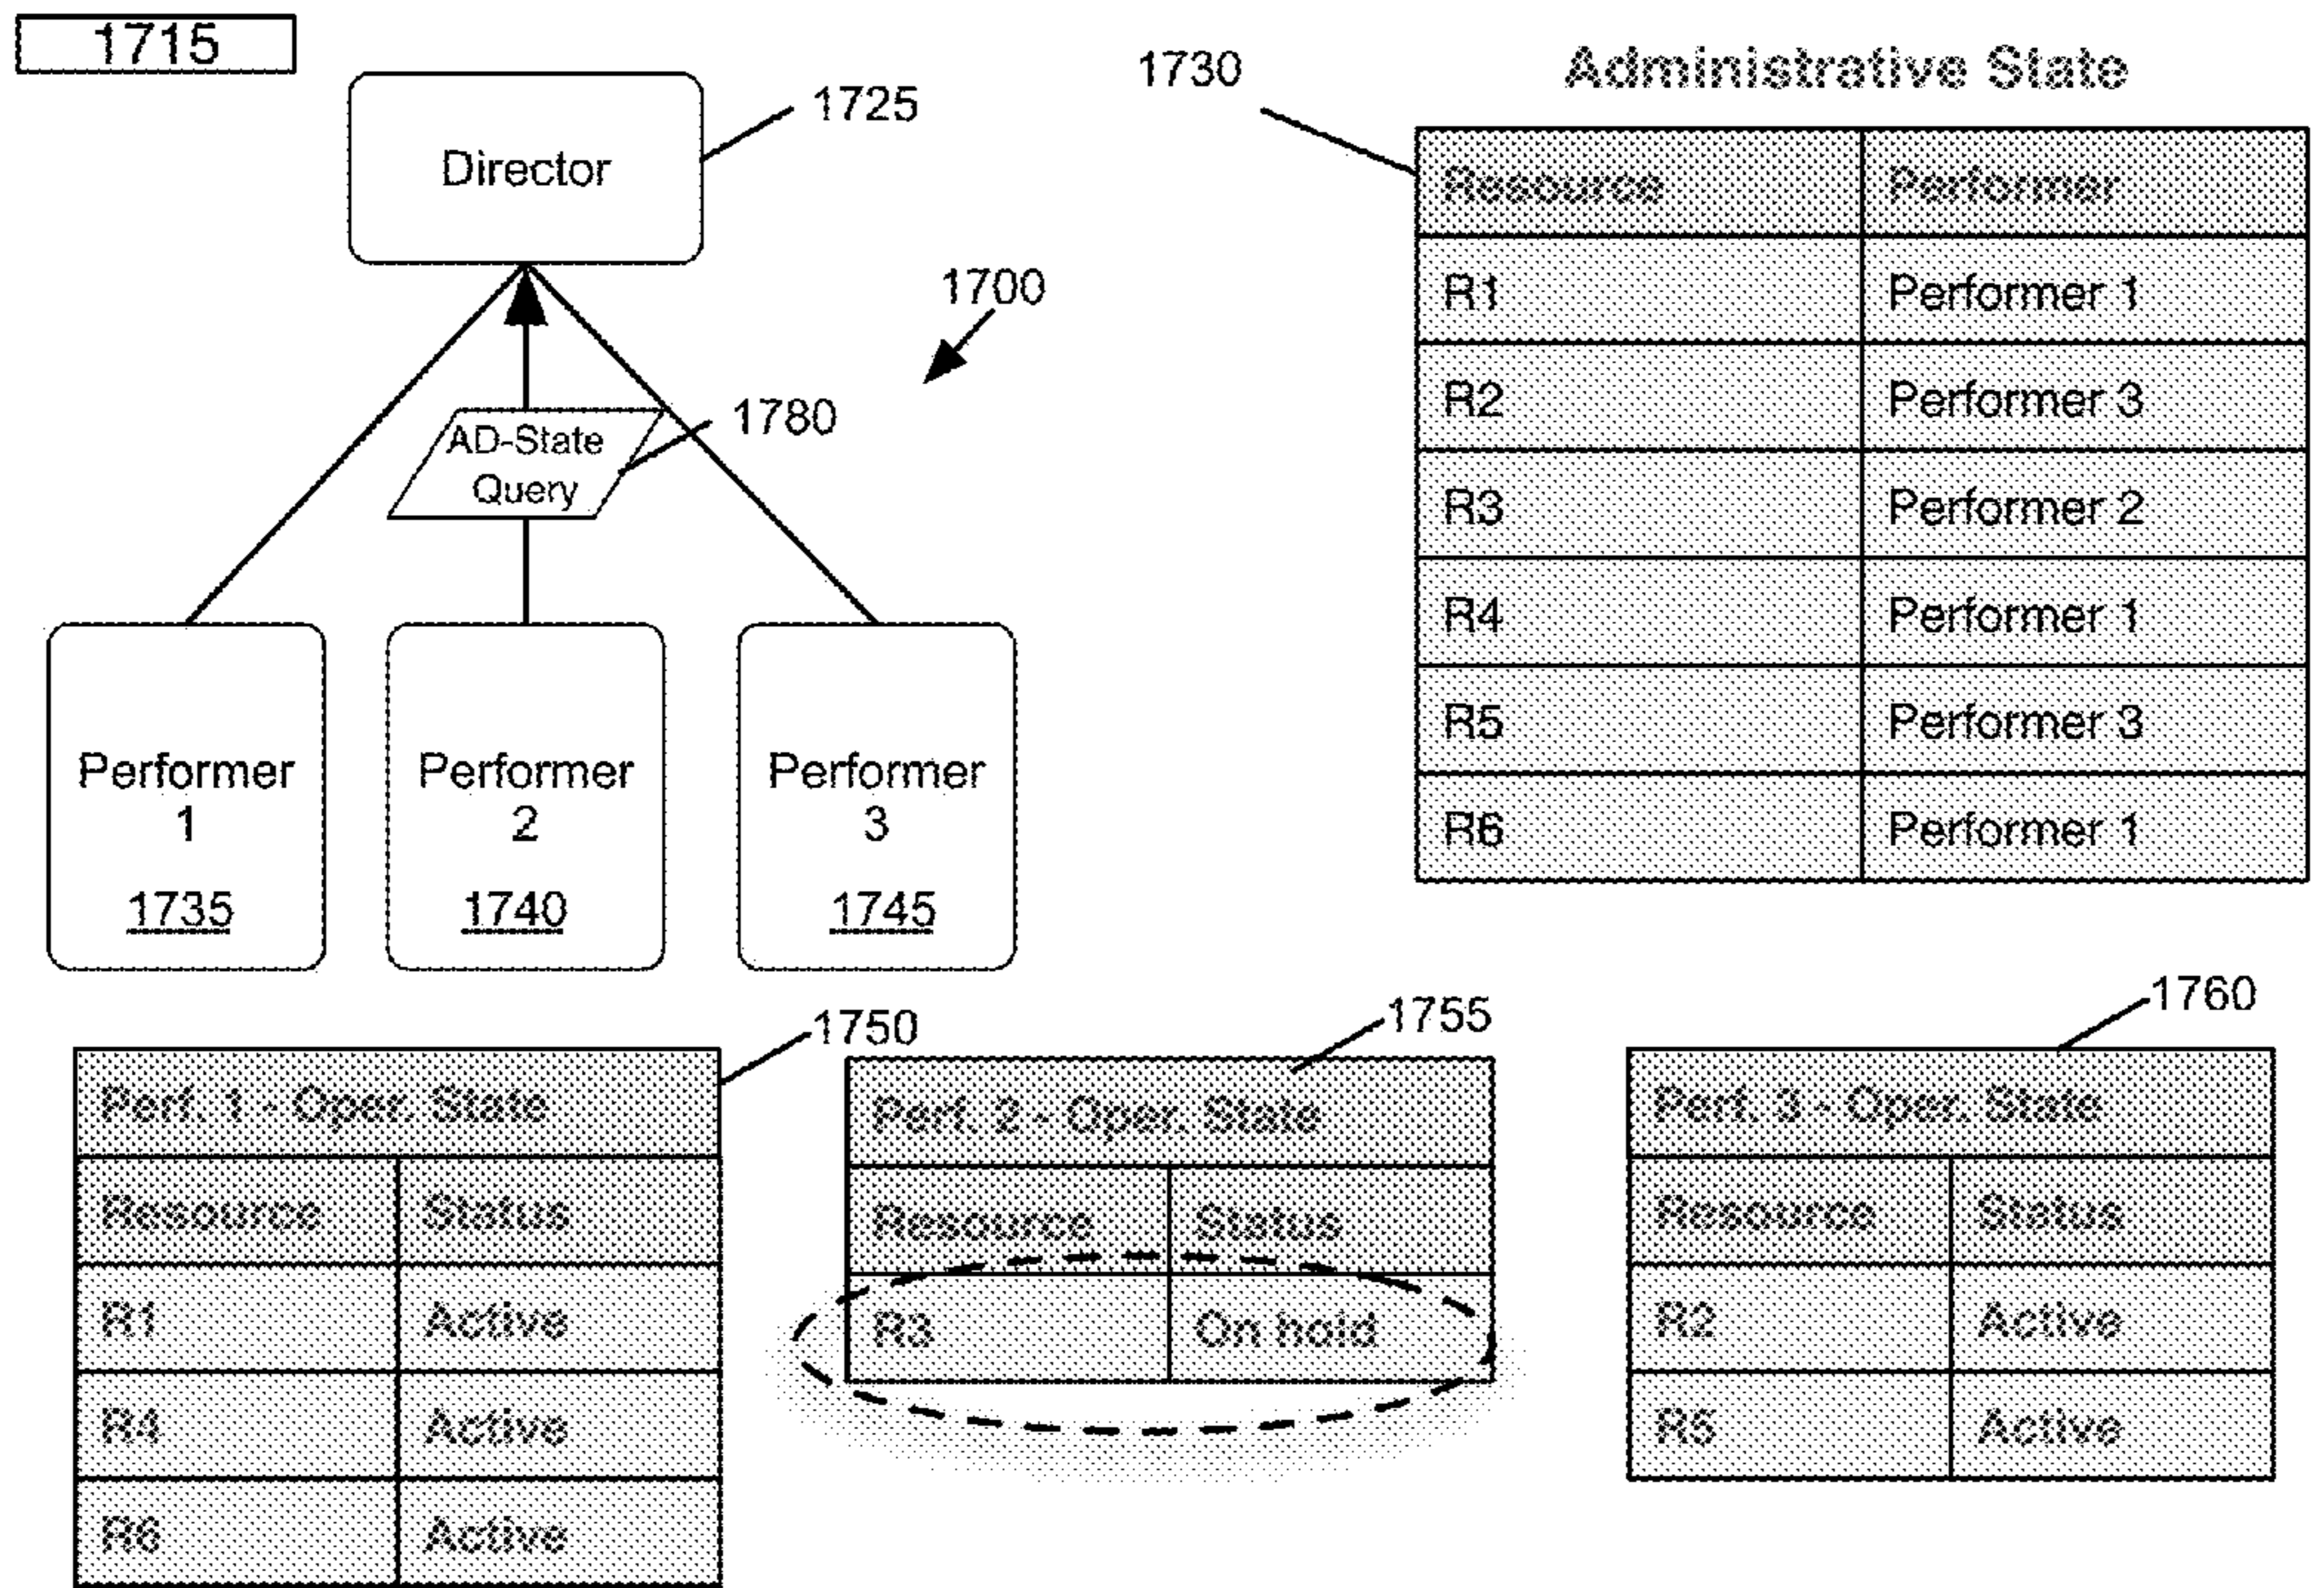 1715
Director
1725
1700
AD-State
Query
1780
Performer
1
1735
Performer
2
1740
Performer
3
1745
1730
Administrative State
Resource Performer
R1 Performer 1
R2 Performer 3
R3 Performer 2
R4 Performer 1
R5 Performer 3
R6 Performer 1
1750
Perf. 1 - Oper. State
Resource Status
R1 Active
R4 Active
R6 Active
1755
Perf. 2 - Oper. State
Resource Status
R3 On hold
1760
Perf. 3 - Oper. State
Resource Status
R2 Active
R5 Active